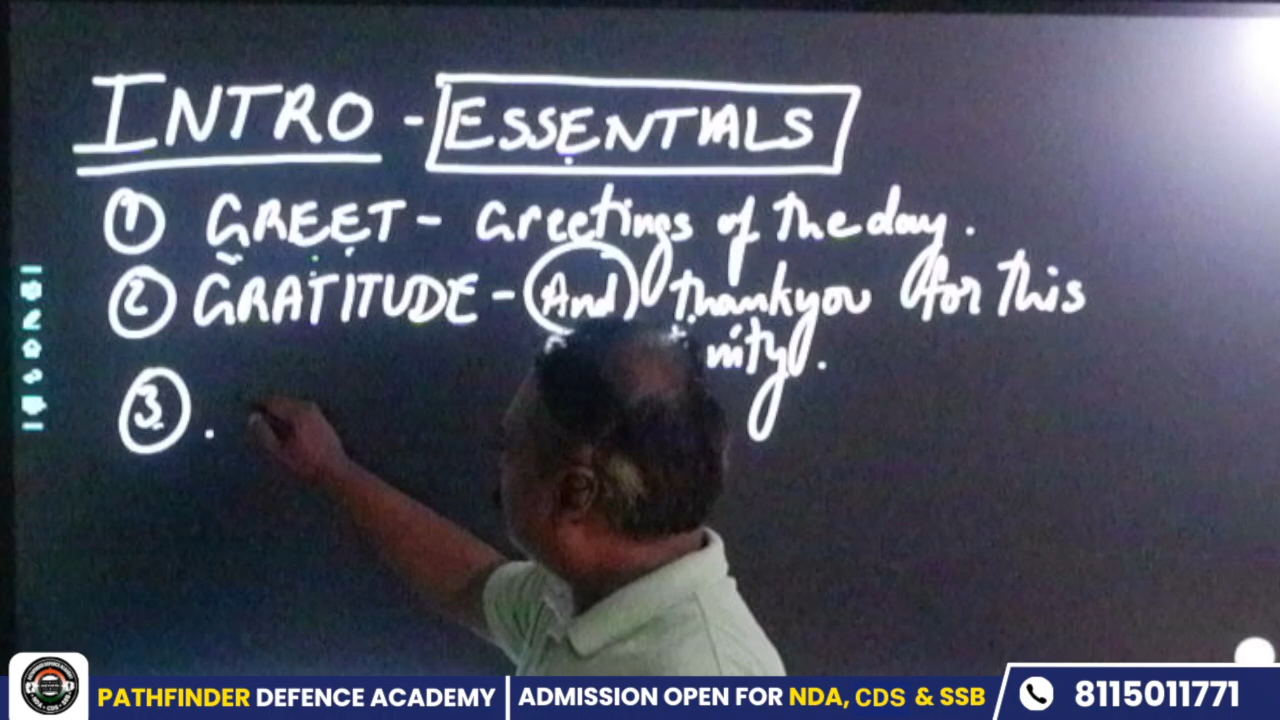 INTRO - ESSENTIALS
1 GREET - Greetings of the day.
2 GRATITUDE - And thankyou for this
nity.
3 .
PATHFINDER DEFENCE ACADEMY ADMISSION OPEN FOR NDA, CDS & SSB 8115011771